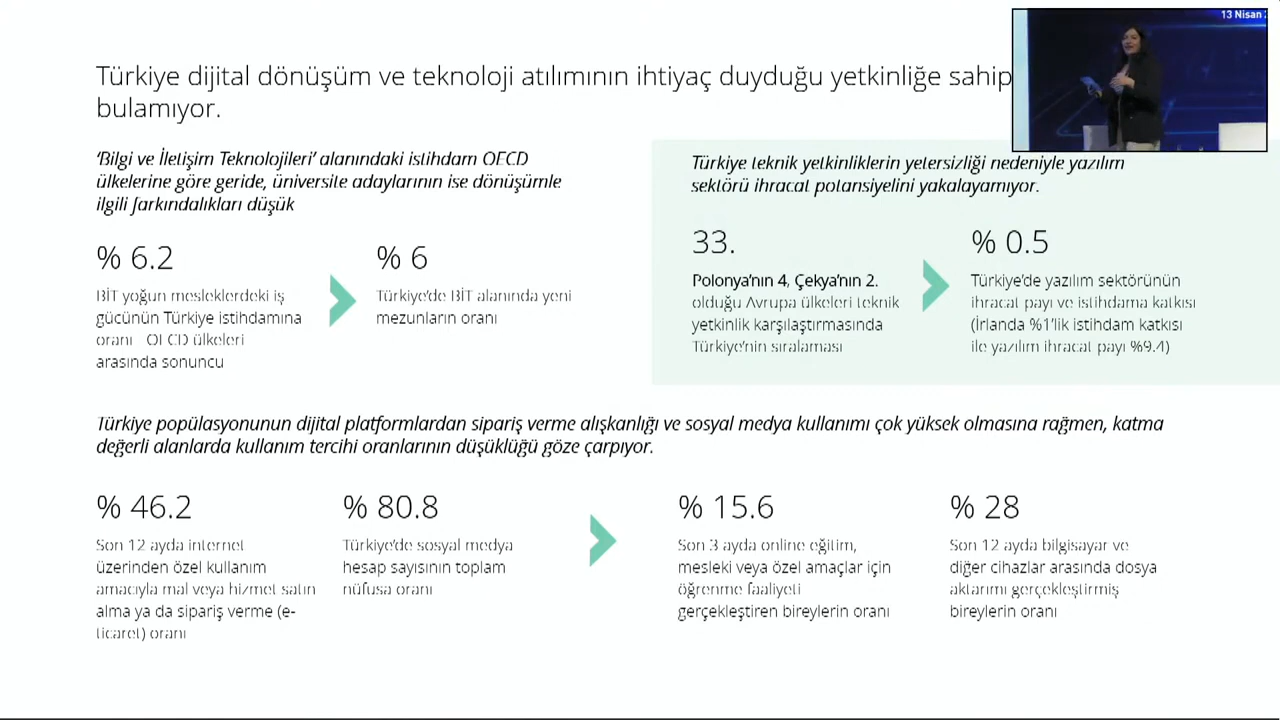 13 Nisan
Türkiye dijital dönüşüm ve teknoloji atılımının ihtiyaç duyduğu yetkinliğe sahip
bulamıyor.
‘Bilgi ve İletişim Teknolojileri’ alanındaki istihdam OECD
ülkelerine göre geride, üniversite adaylarının ise dönüşümle
ilgili farkındalıkları düşük
% 6.2
BİT yoğun mesleklerdeki iş
gücünün Türkiye istihdamına
oranı - OECD ülkeleri
arasında sonuncu
% 6
Türkiye’de BİT alanında yeni
mezunların oranı
Türkiye teknik yetkinliklerin yetersizliği nedeniyle yazılım
sektörü ihracat potansiyelini yakalayamıyor.
33.
Polonya’nın 4, Çekya’nın 2.
olduğu Avrupa ülkeleri teknik
yetkinlik karşılaştırmasında
Türkiye’nin sıralaması
% 0.5
Türkiye’de yazılım sektörünün
ihracat payı ve istihdama katkısı
(İrlanda %1’lik istihdam katkısı
ile yazılım ihracat payı %9.4)
Türkiye popülasyonunun dijital platformlardan sipariş verme alışkanlığı ve sosyal medya kullanımı çok yüksek olmasına rağmen, katma
değerli alanlarda kullanım tercihi oranlarının düşüklüğü göze çarpıyor.
% 46.2
Son 12 ayda internet
üzerinden özel kullanım
amacıyla mal veya hizmet satın
alma ya da sipariş verme (e-
ticaret) oranı
% 80.8
Türkiye’de sosyal medya
hesap sayısının toplam
nüfusa oranı
% 15.6
Son 3 ayda online eğitim,
mesleki veya özel amaçlar için
öğrenme faaliyeti
gerçekleştiren bireylerin oranı
% 28
Son 12 ayda bilgisayar ve
diğer cihazlar arasında dosya
aktarımı gerçekleştirmiş
bireylerin oranı